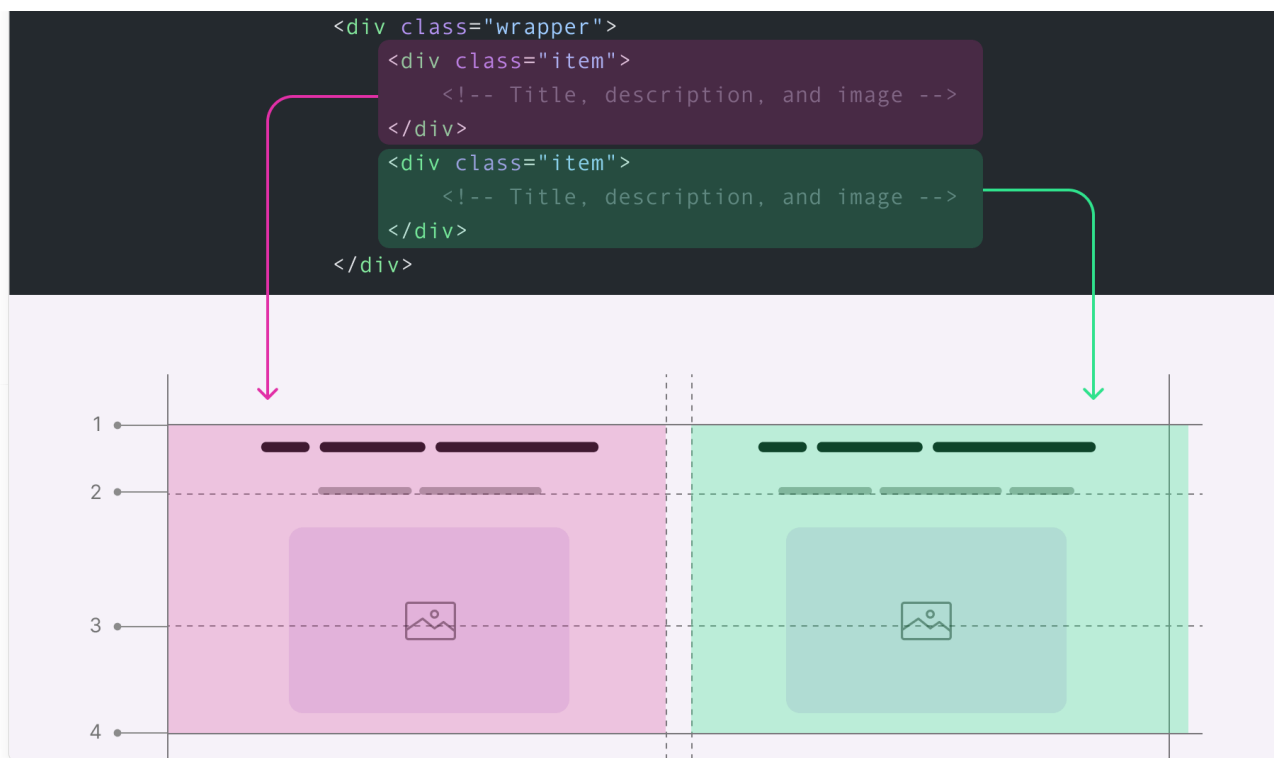 <div class="wrapper">
<div class="item">
<!-- Title, description, and image -->
</div>
<div class="item">
<!-- Title, description, and image -->
</div>
</div>
1
2
3
4